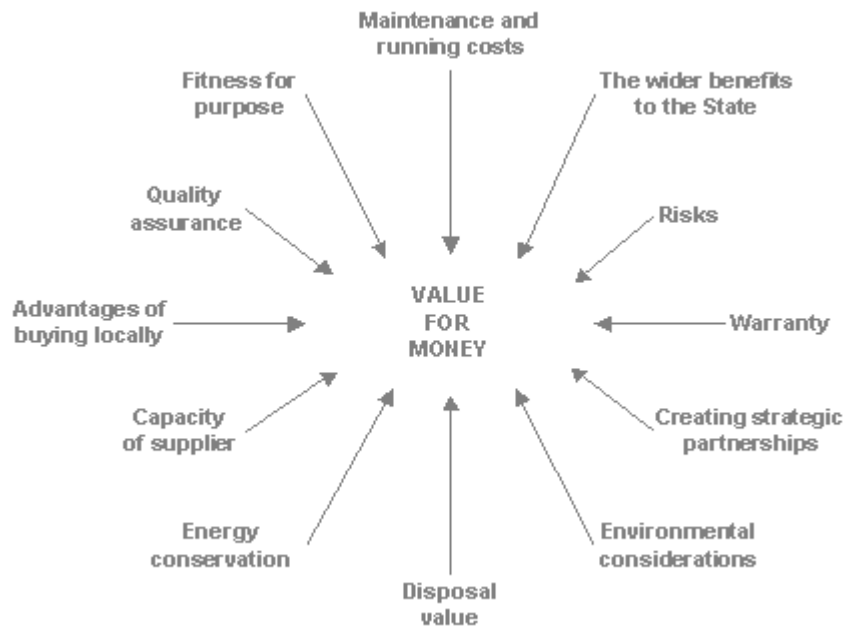 Maintenance and
running costs
Fitness for
purpose
The wider benefits
to the State
Quality
assurance
Risks
Advantages of
buying locally
VALUE
FOR
MONEY
Warranty
Capacity
of supplier
Creating strategic
partnerships
Energy
conservation
Environmental
considerations
Disposal
value